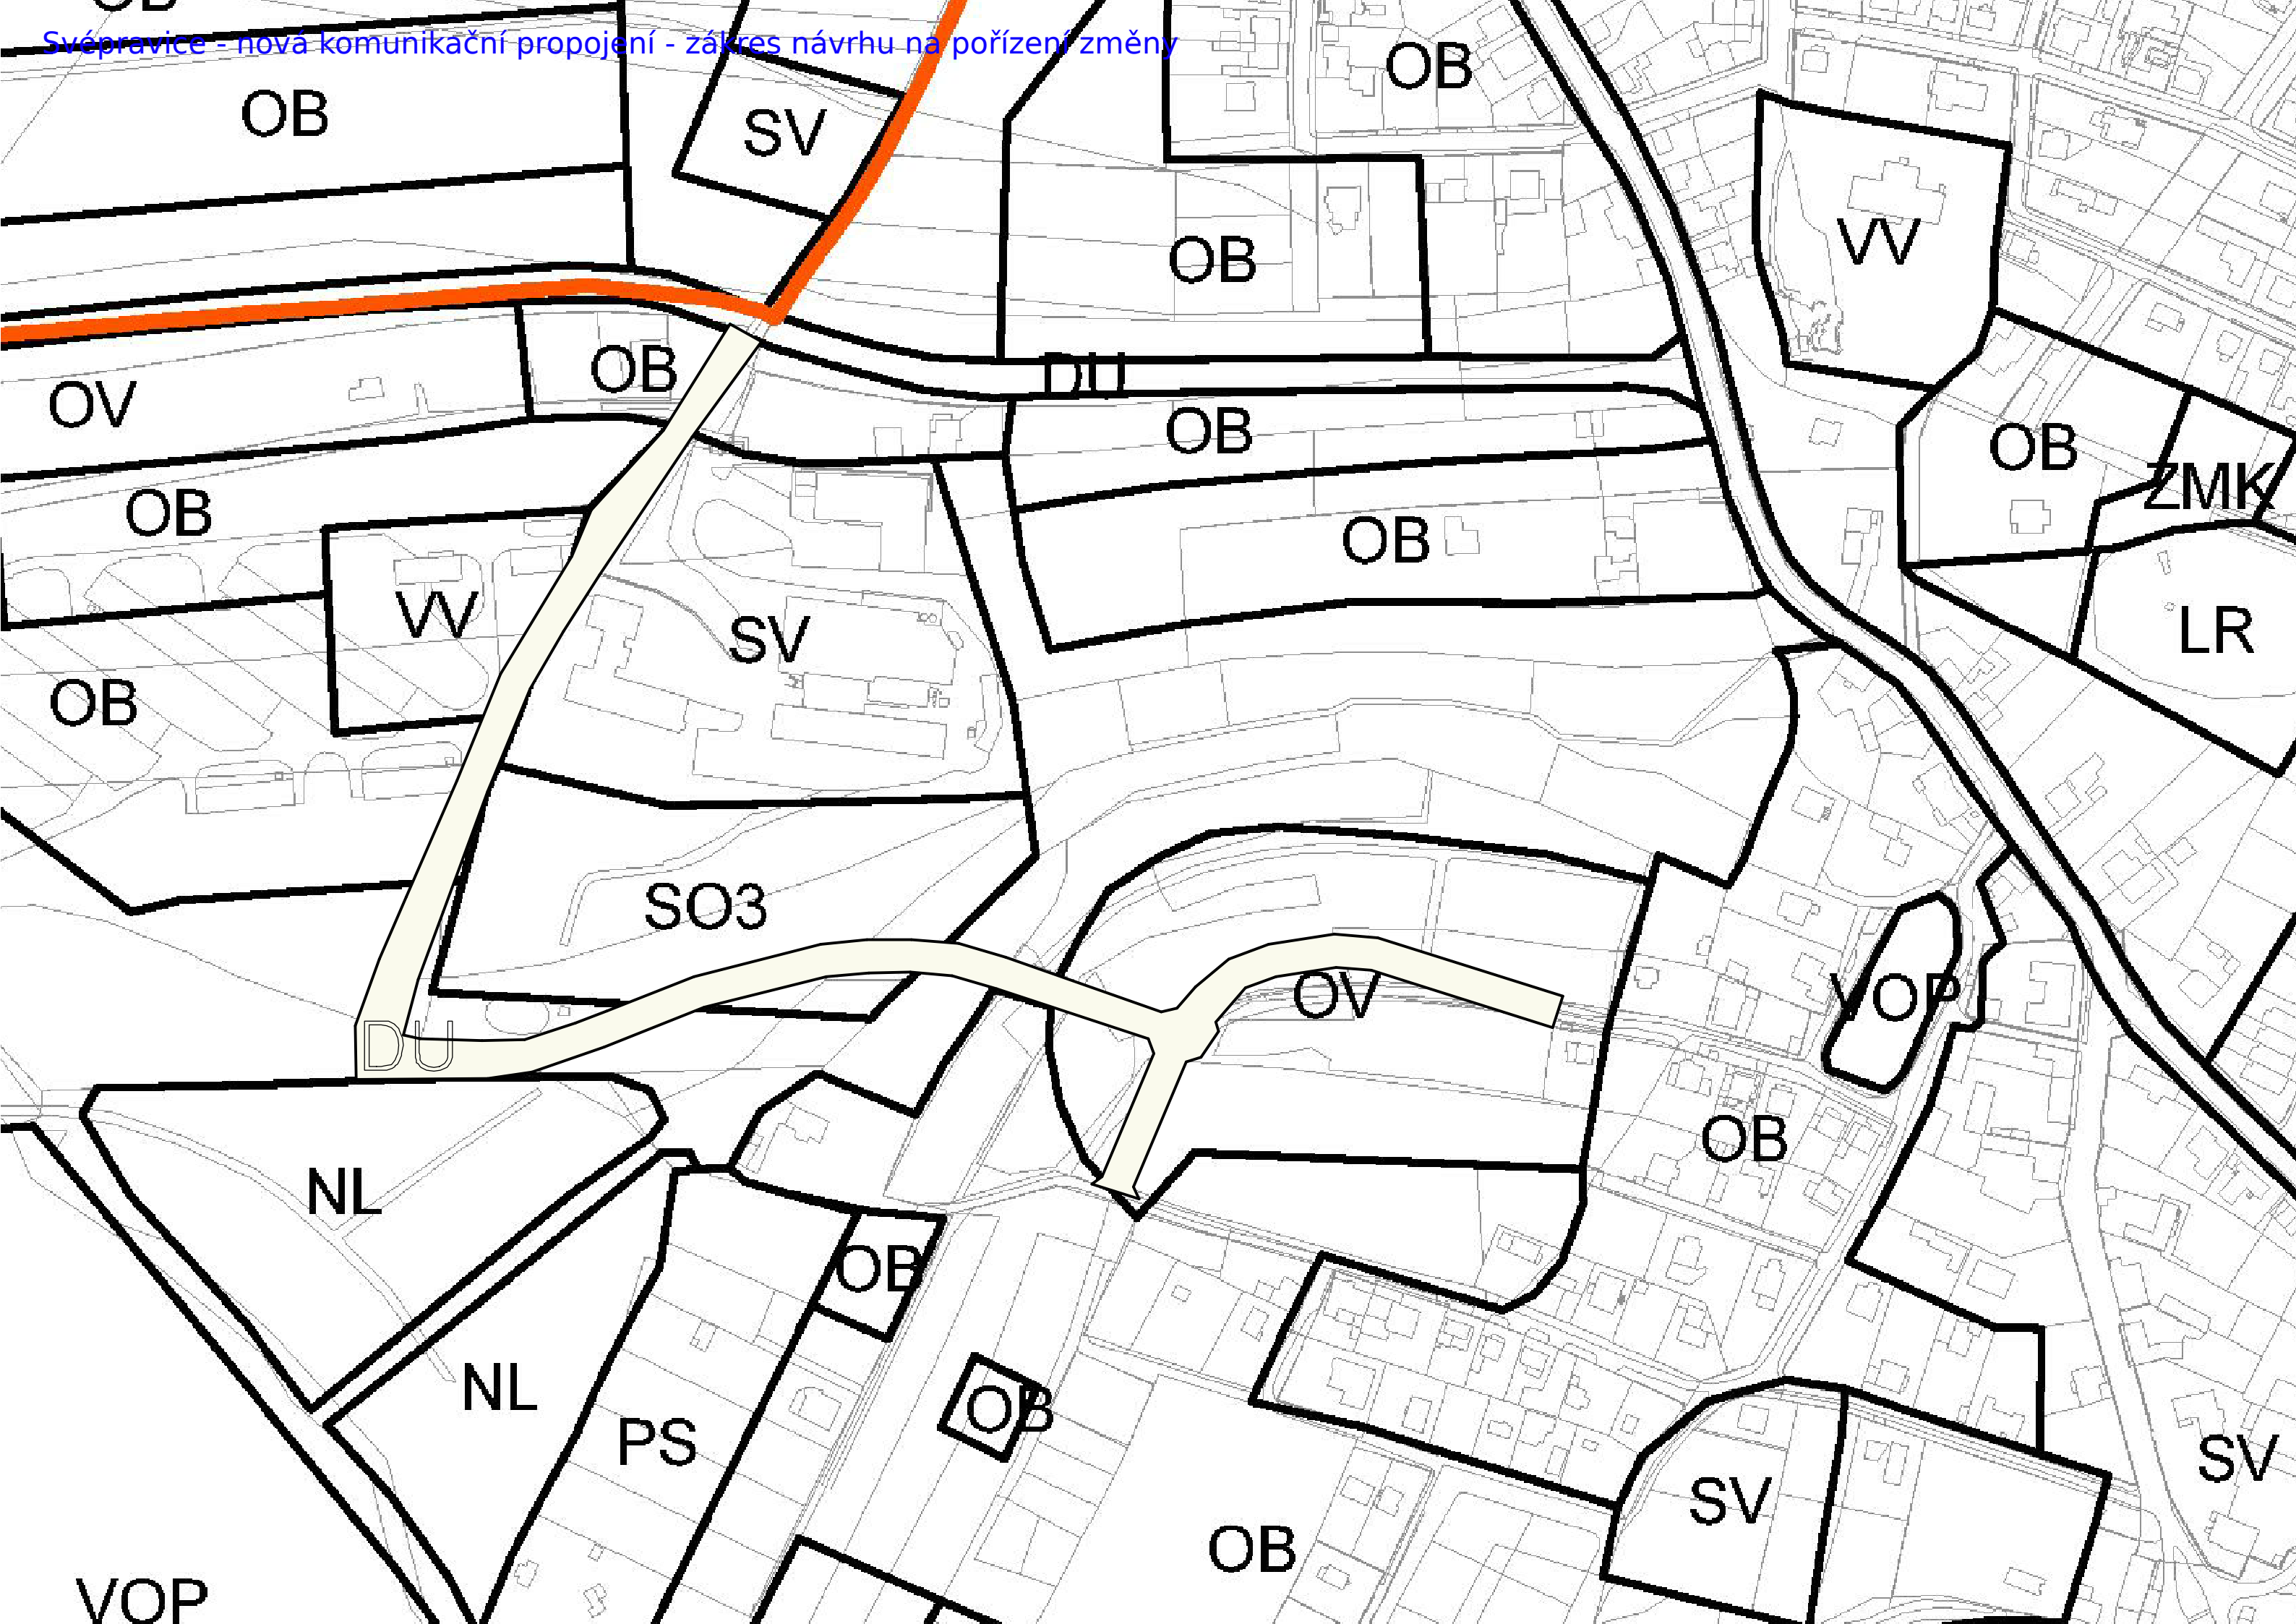 OB
Svépravice - nová komunikační propojení - zákres návrhu na pořízení změny
OB
OB
SV
VV
OB
OB
DU
OV
OB
OB
ZMK
OB
OB
VV
SV
LR
OB
SO3
OV
VOP
DU
OB
NL
OB
NL
OB
PS
SV
SV
OB
VOP